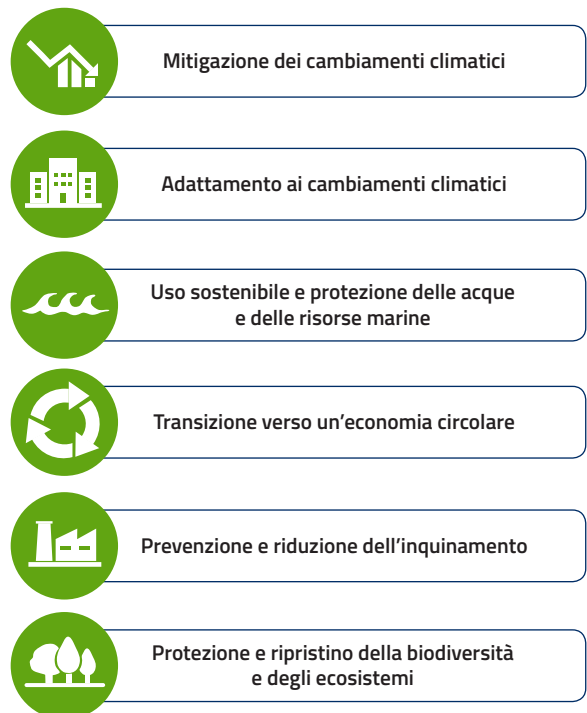 Mitigazione dei cambiamenti climatici
Adattamento ai cambiamenti climatici
Uso sostenibile e protezione delle acque
e delle risorse marine
Transizione verso un’economia circolare
Prevenzione e riduzione dell’inquinamento
Protezione e ripristino della biodiversità
e degli ecosistemi